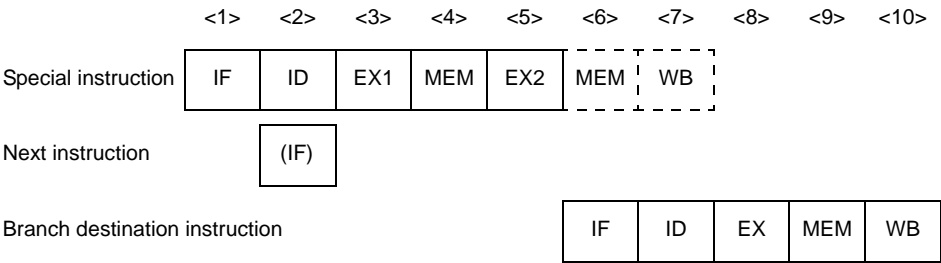 <1> <2> <3> <4> <5> <6> <7> <8> <9> <10>
Special instruction IF ID EX1 MEM EX2 MEM WB
Next instruction (IF)
Branch destination instruction IF ID EX MEM WB